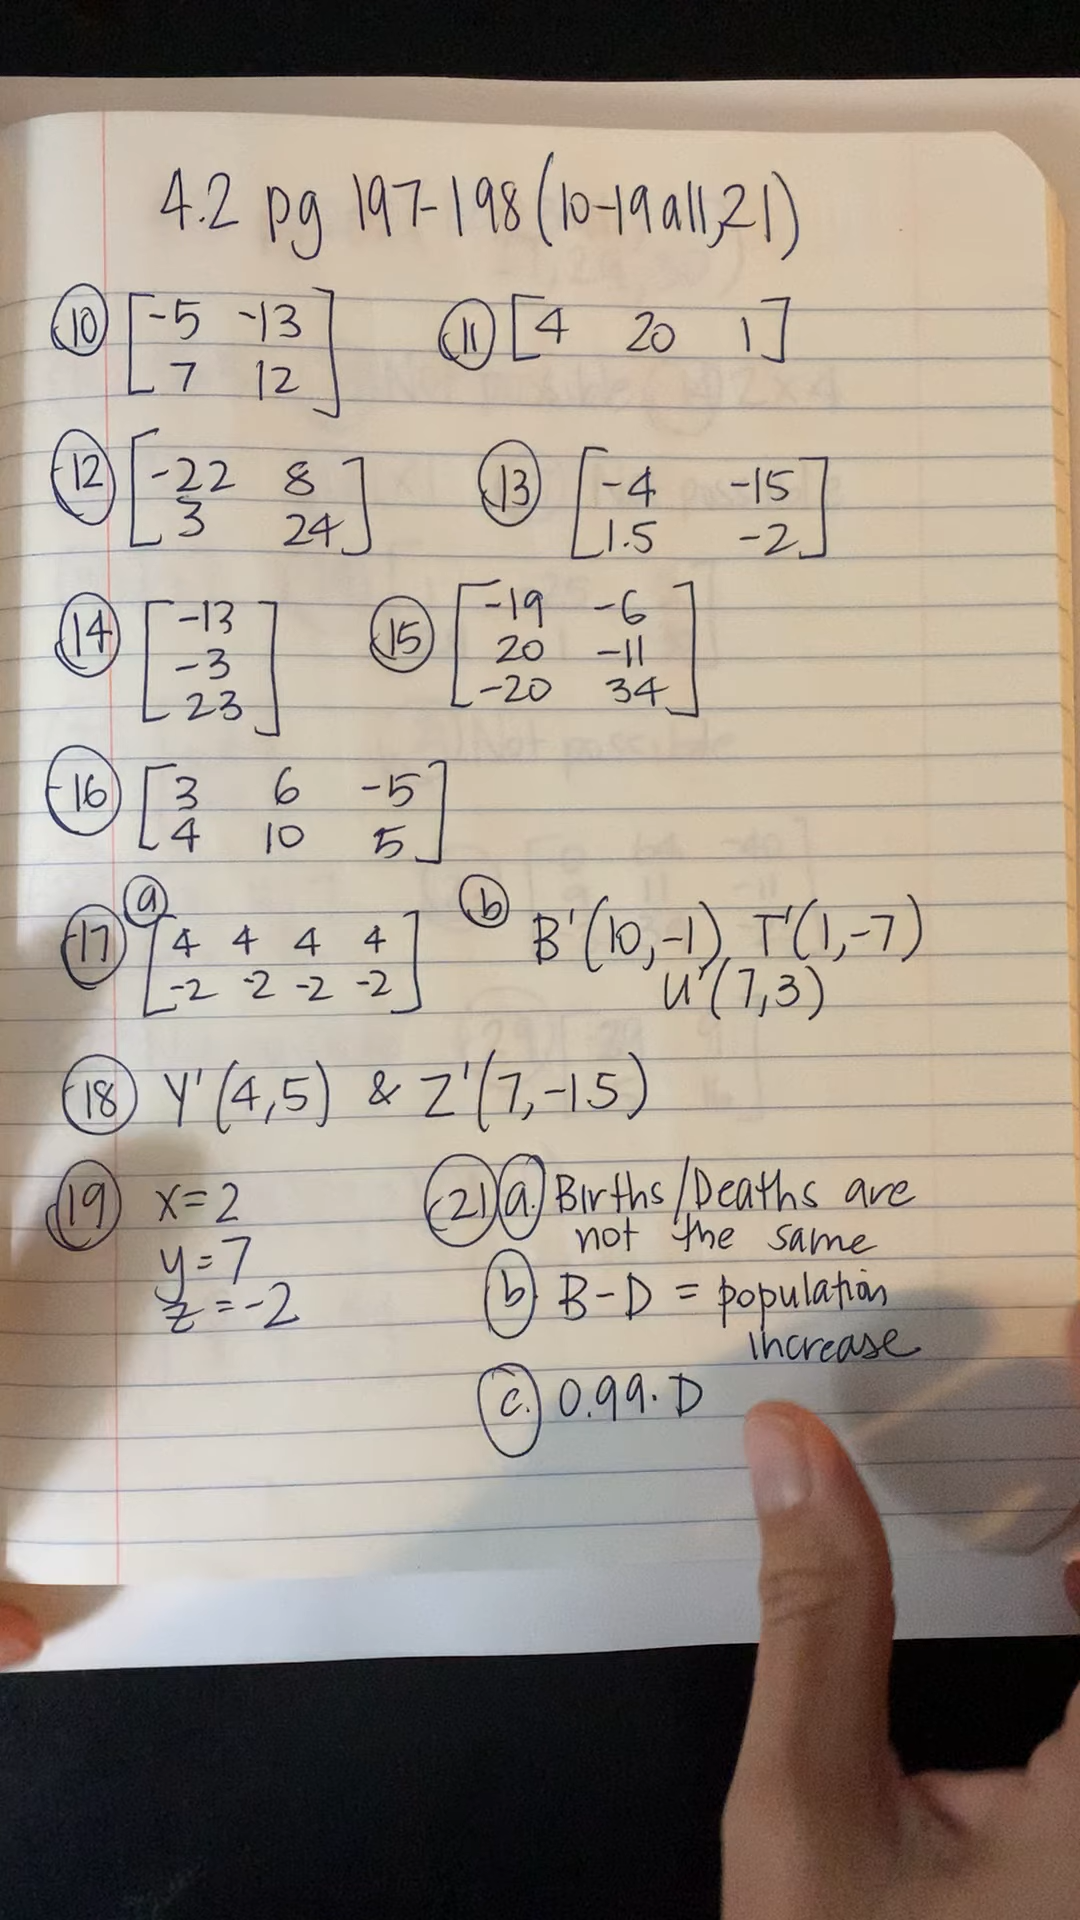 4.2 pg 197-198 (10-19 all, 21)
10 [-5 -13
7 12]
11 [4 20 1]
12 [-22 8
3 24]
13 [-4 -15
1.5 -2]
14 [-13
-3
23]
15 [-19 -6
20 -11
-20 34]
16 [3 6 -5
4 10 5]
17 a [4 4 4 4
-2 -2 -2 -2]
b B'(10,-1) T'(1,-7)
U'(7,3)
18 Y'(4,5) & Z'(7,-15)
19 x=2
y=7
z=-2
21 a. Births/Deaths are
not the same
b B-D = population
increase
c. 0.99·D